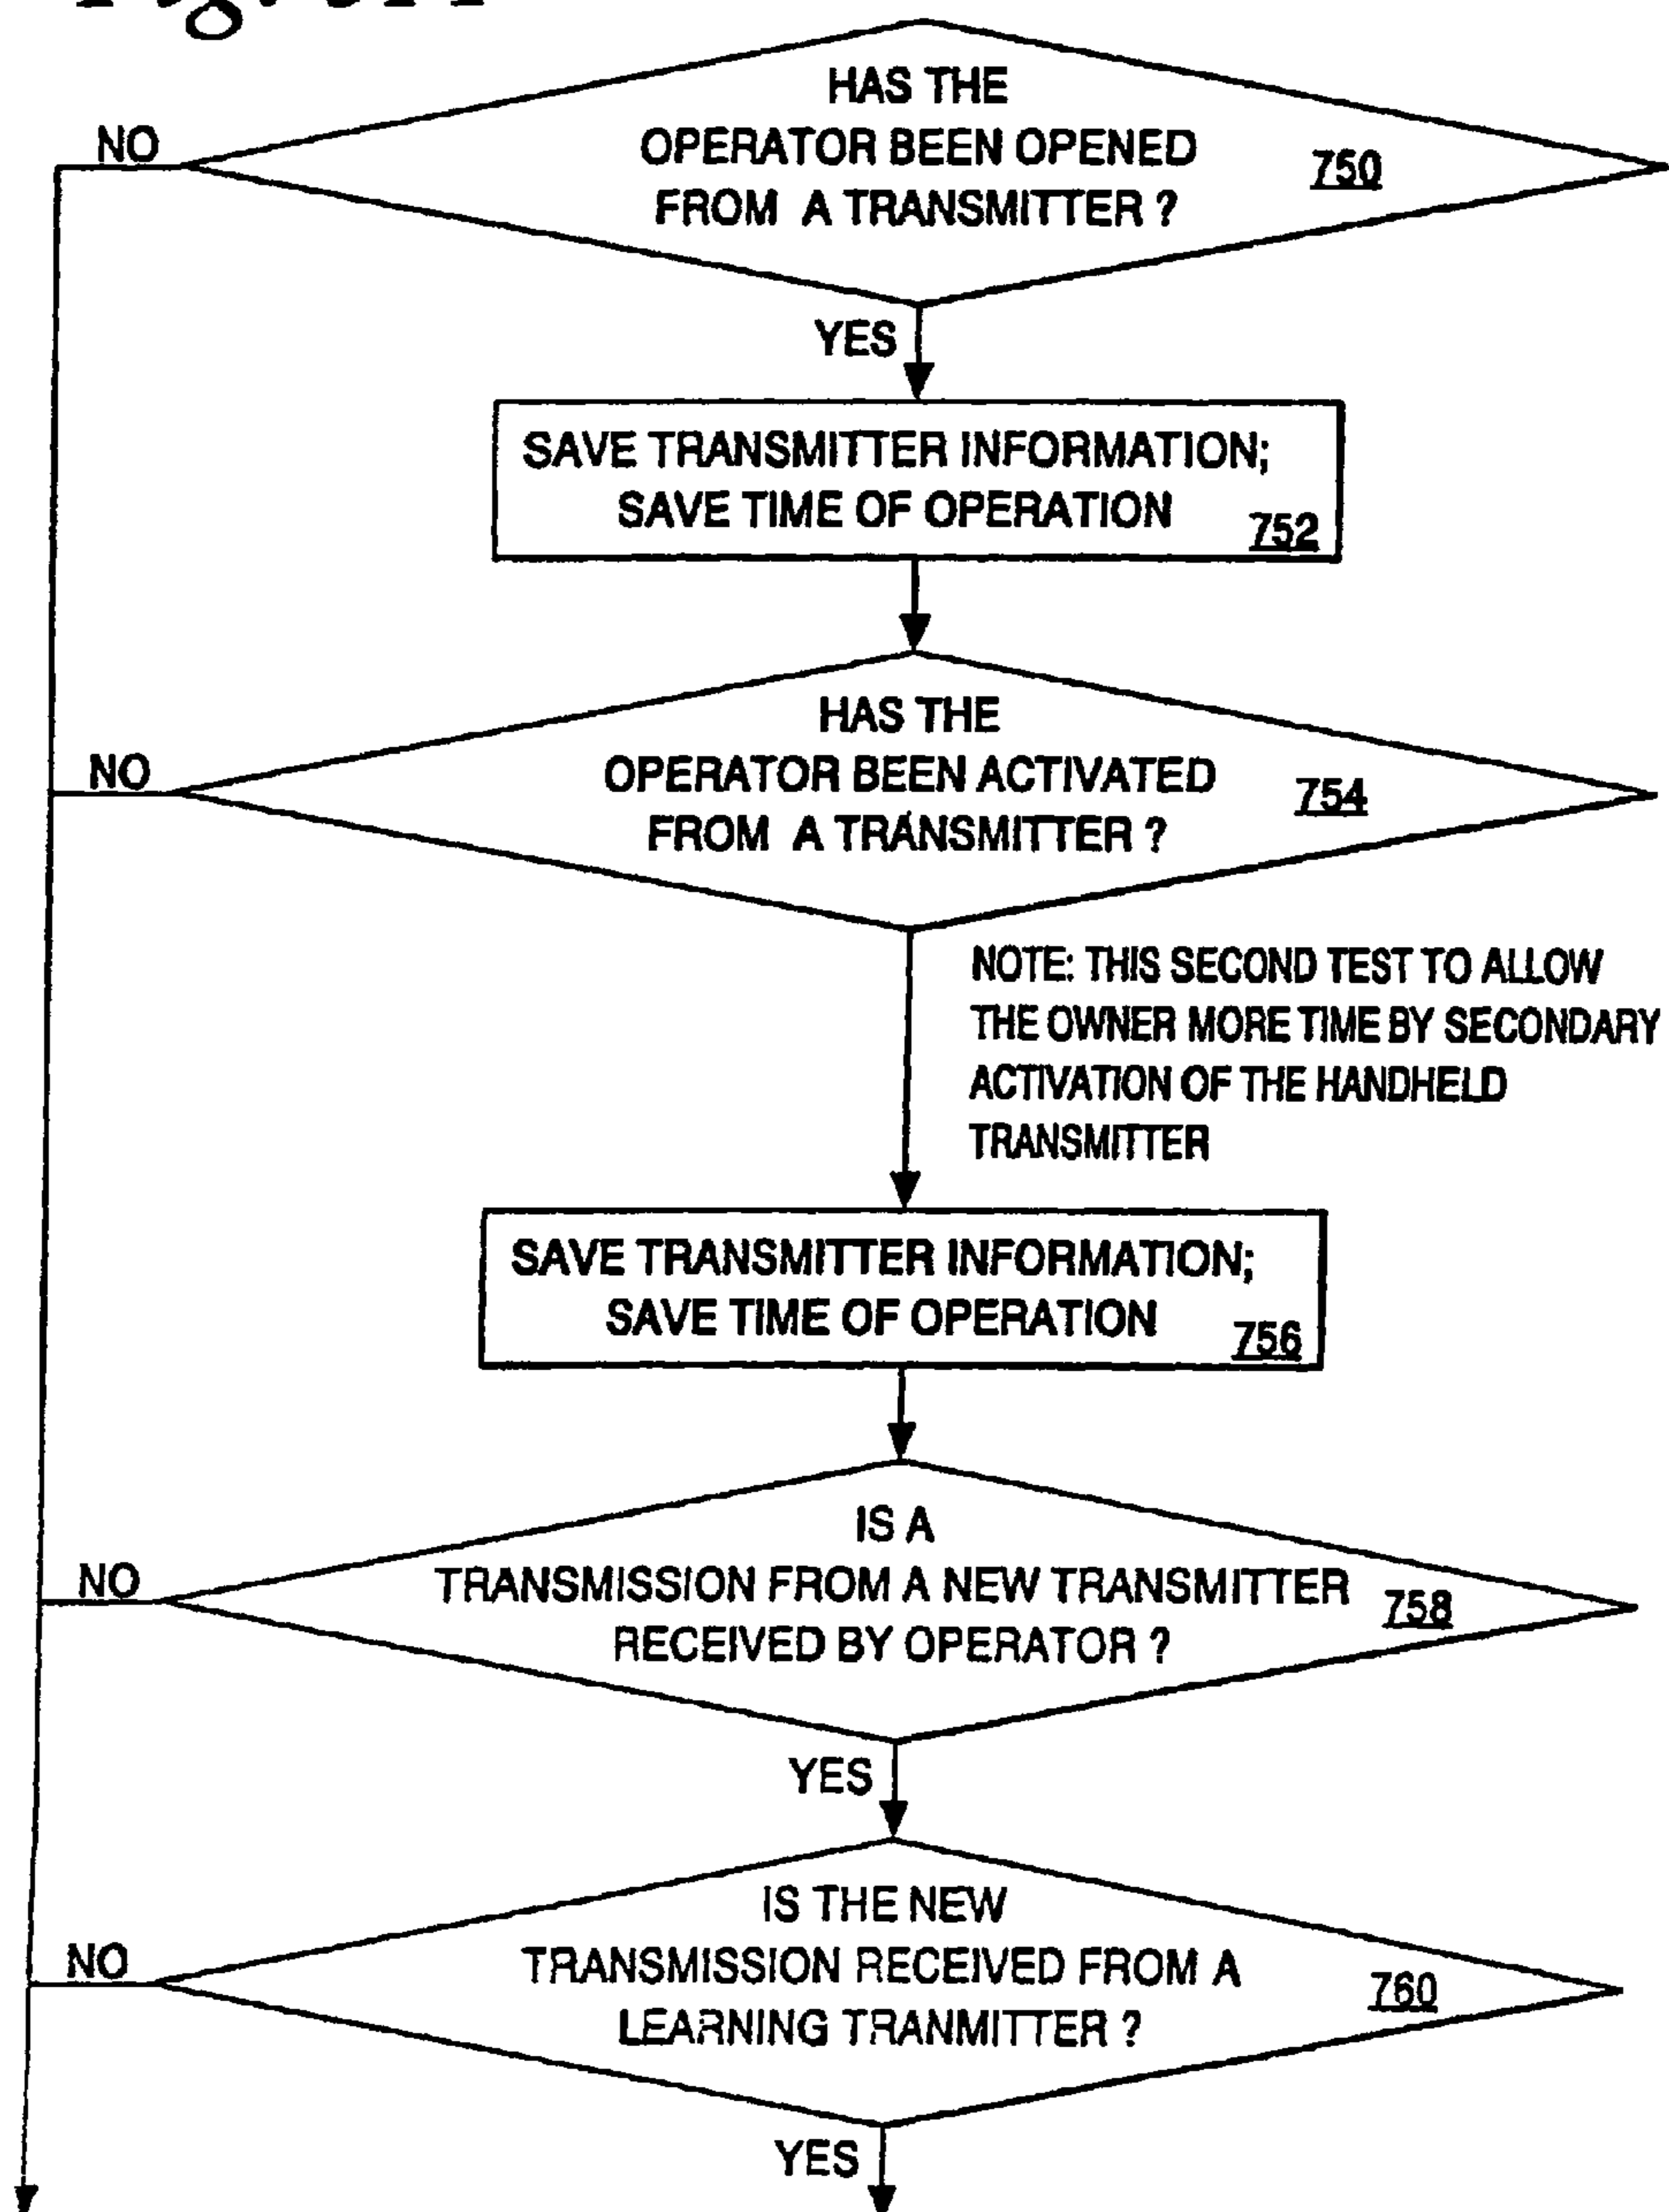 HAS THE
OPERATOR BEEN OPENED
FROM A TRANSMITTER ?
750
NO
YES
SAVE TRANSMITTER INFORMATION;
SAVE TIME OF OPERATION
752
HAS THE
OPERATOR BEEN ACTIVATED
FROM A TRANSMITTER ?
754
NO
NOTE: THIS SECOND TEST TO ALLOW
THE OWNER MORE TIME BY SECONDARY
ACTIVATION OF THE HANDHELD
TRANSMITTER
SAVE TRANSMITTER INFORMATION;
SAVE TIME OF OPERATION
756
IS A
TRANSMISSION FROM A NEW TRANSMITTER
RECEIVED BY OPERATOR ?
758
NO
YES
IS THE NEW
TRANSMISSION RECEIVED FROM A
LEARNING TRANMITTER ?
760
NO
YES